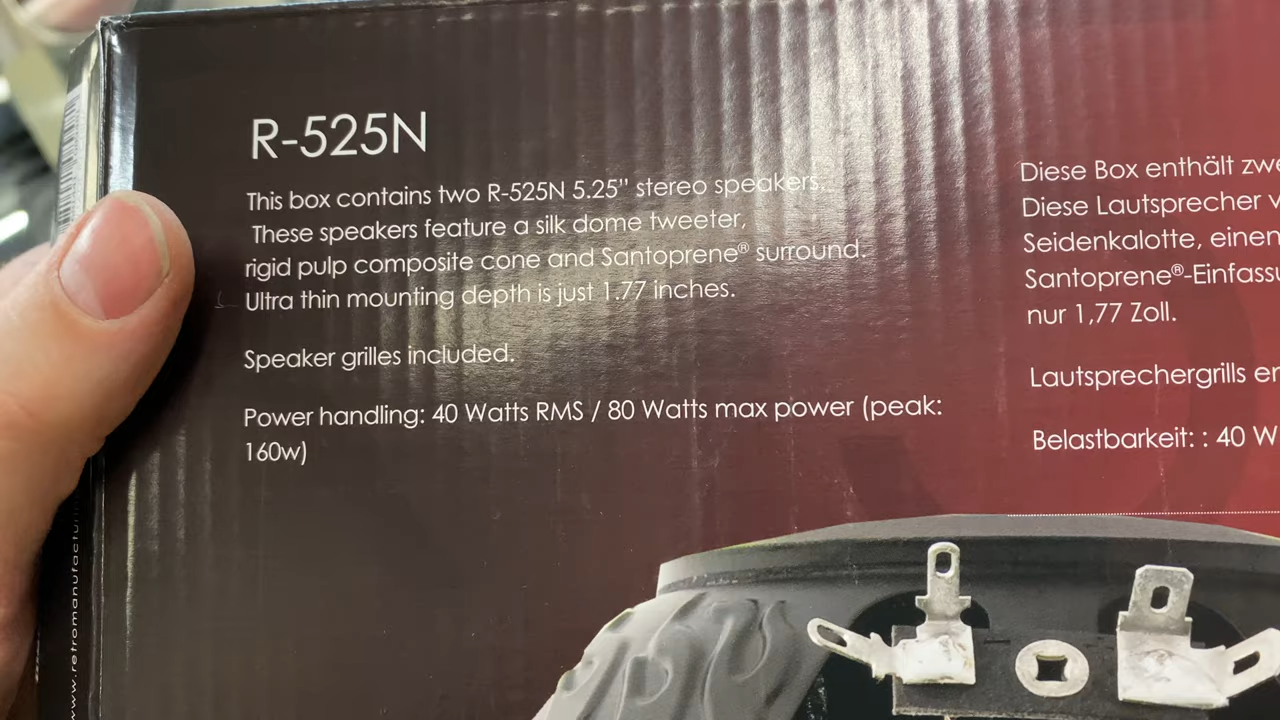 R-525N
This box contains two R-525N 5.25" stereo speakers.
These speakers feature a silk dome tweeter,
rigid pulp composite cone and Santoprene® surround.
Ultra thin mounting depth is just 1.77 inches.
Speaker grilles included.
Power handling: 40 Watts RMS / 80 Watts max power (peak:
160w)
Diese Box enthält
Diese Lautsprecher
Seidenkalotte, einen
Santoprene®
nur 1,77 Zoll.
Lautsprechergrills
Belastbarkeit: : 40 W